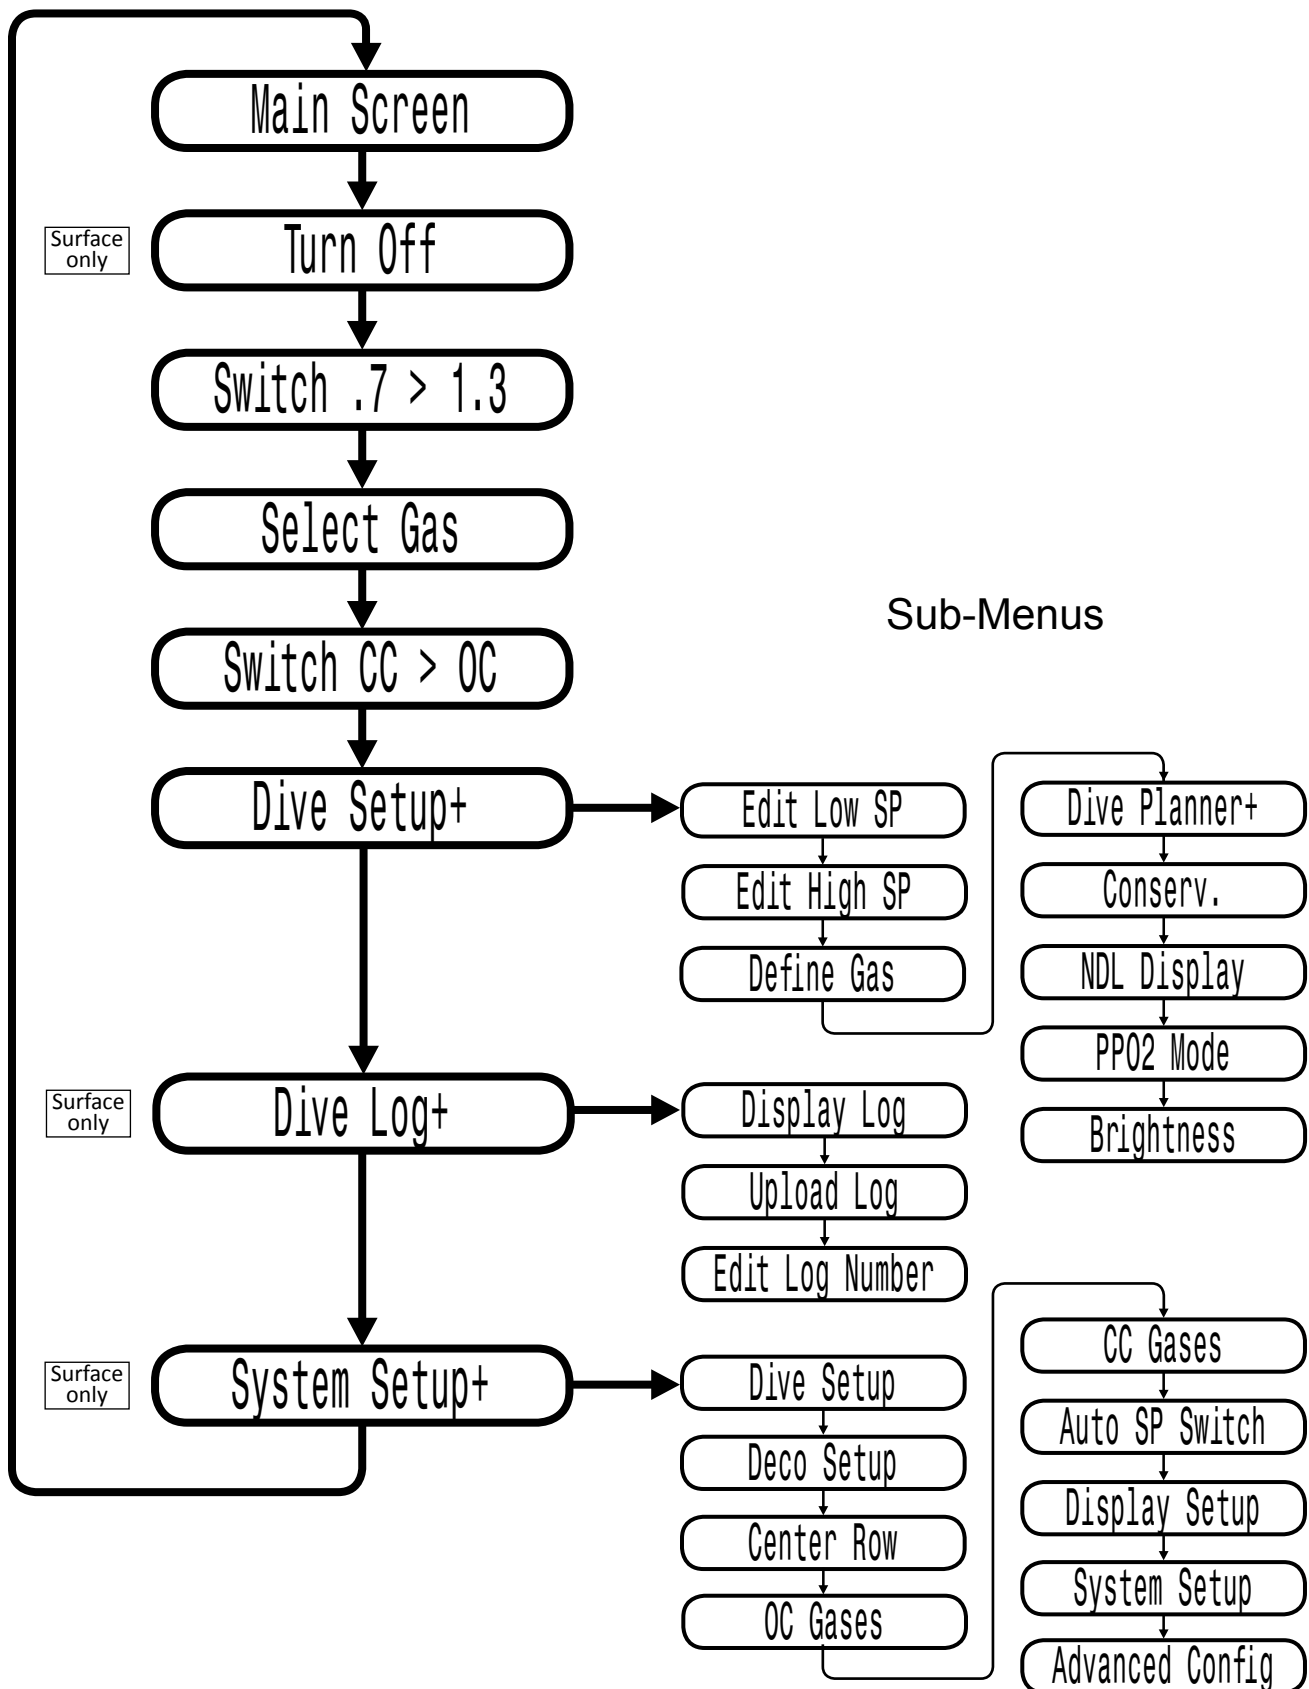 Main Screen
Surface
only
Turn Off
Switch .7 > 1.3
Select Gas
Switch CC > OC
Sub-Menus
Dive Setup+
Edit Low SP
Edit High SP
Define Gas
Dive Planner+
Conserv.
NDL Display
PPO2 Mode
Brightness
Surface
only
Dive Log+
Display Log
Upload Log
Edit Log Number
Surface
only
System Setup+
Dive Setup
Deco Setup
Center Row
OC Gases
CC Gases
Auto SP Switch
Display Setup
System Setup
Advanced Config